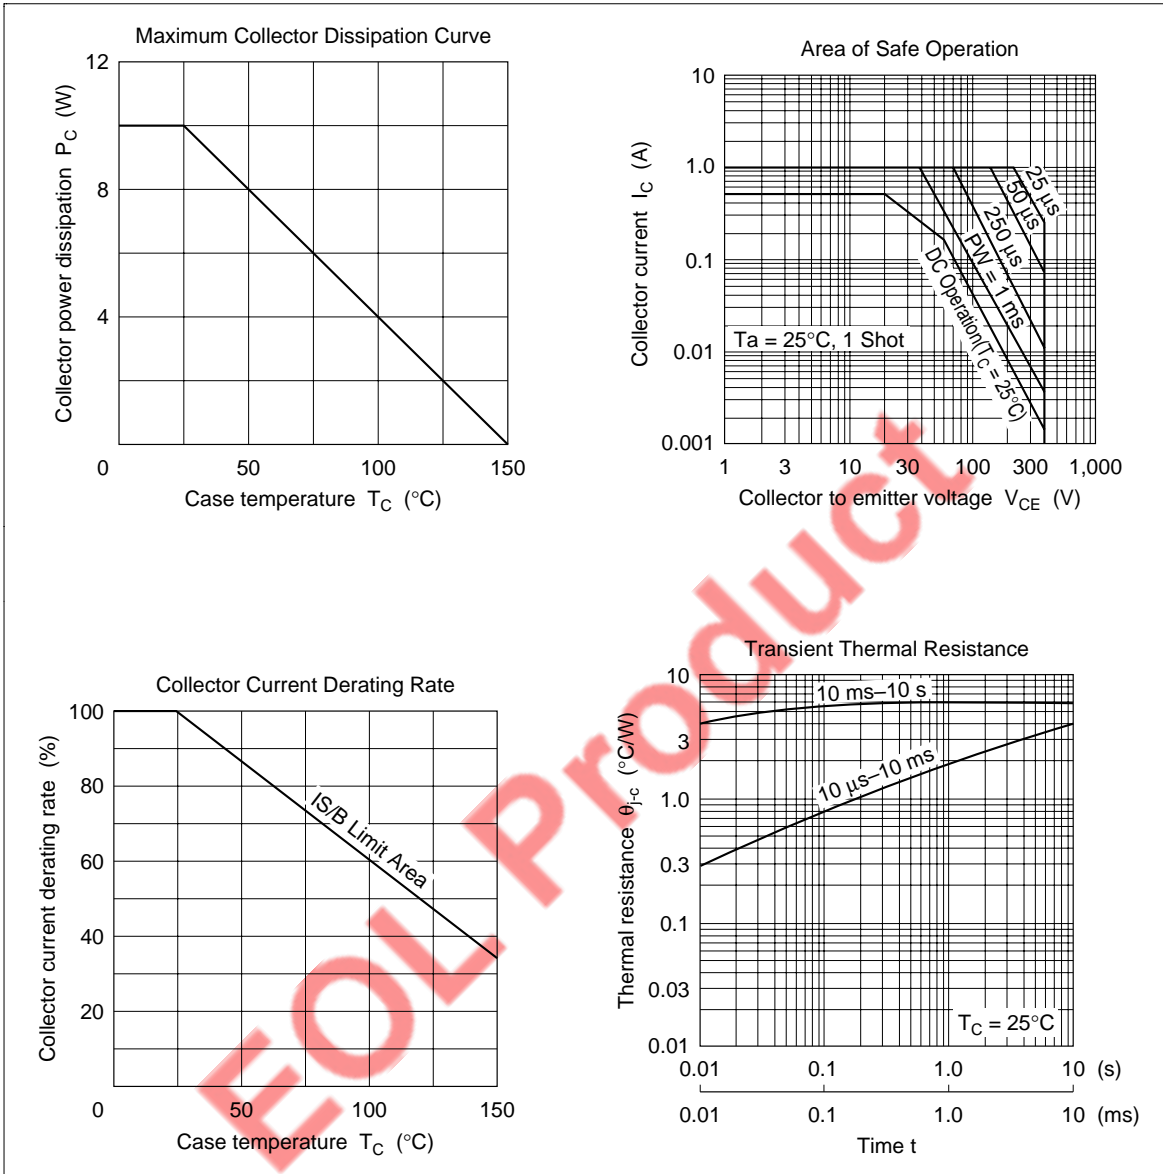 Maximum Collector Dissipation Curve
12
8
4
0
50
100
150
Collector power dissipation PC (W)
Case temperature TC (°C)
Area of Safe Operation
10
1.0
0.1
0.01
0.001
1
3
10
30
100
300
1,000
Collector current IC (A)
Collector to emitter voltage VCE (V)
25 μs
50 μs
250 μs
PW = 1 ms
DC Operation(TC = 25°C)
Ta = 25°C, 1 Shot
Collector Current Derating Rate
100
80
60
40
20
0
50
100
150
Collector current derating rate (%)
Case temperature TC (°C)
IS/B Limit Area
Transient Thermal Resistance
10
3
1.0
0.3
0.1
0.03
0.01
Thermal resistance θj-c (°C/W)
10 ms–10 s
10 μs–10 ms
TC = 25°C
0.01
0.1
1.0
10 (s)
0.01
0.1
1.0
10 (ms)
Time t
EOL Product